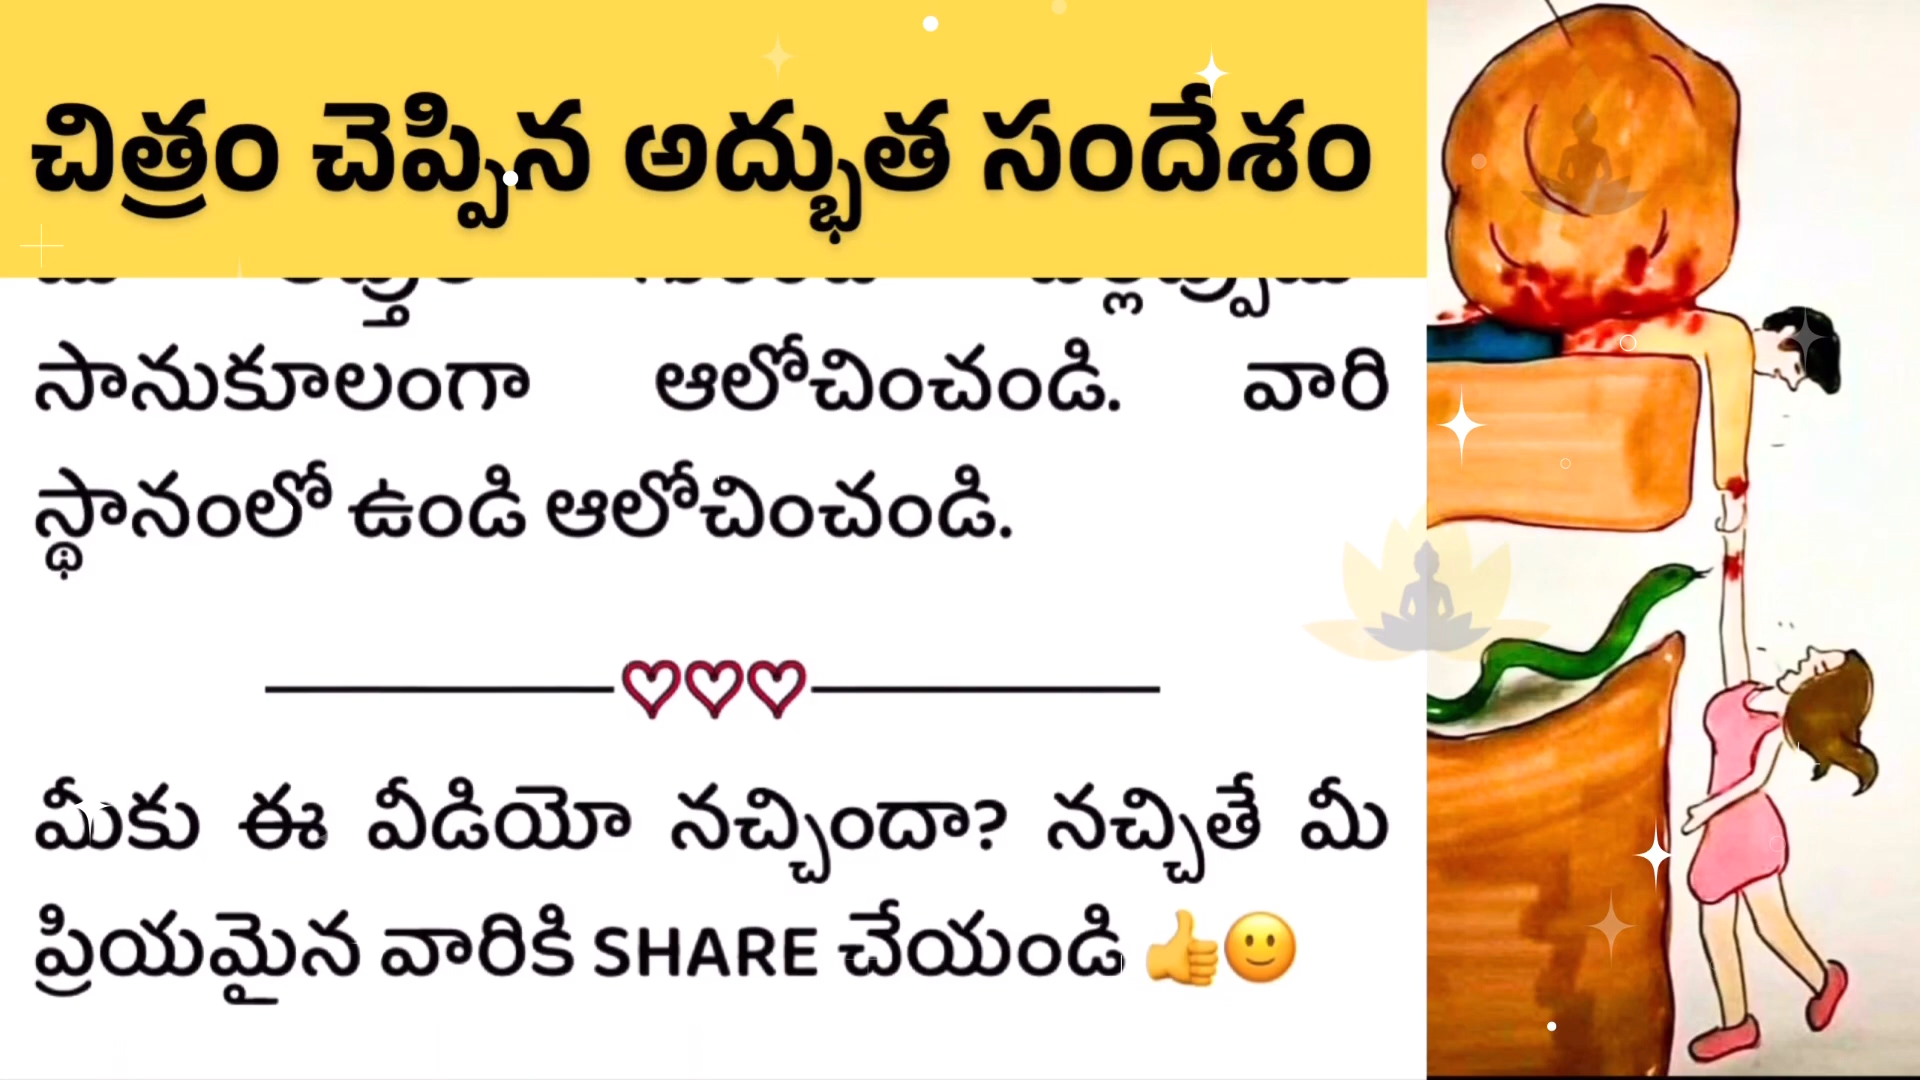 చిత్రం చెప్పిన అద్భుత సందేశం
సానుకూలంగా ఆలోచించండి. వారి
స్థానంలో ఉండి ఆలోచించండి.
మీకు ఈ వీడియో నచ్చిందా? నచ్చితే మీ
ప్రియమైన వారికి SHARE చేయండి 👍🙂